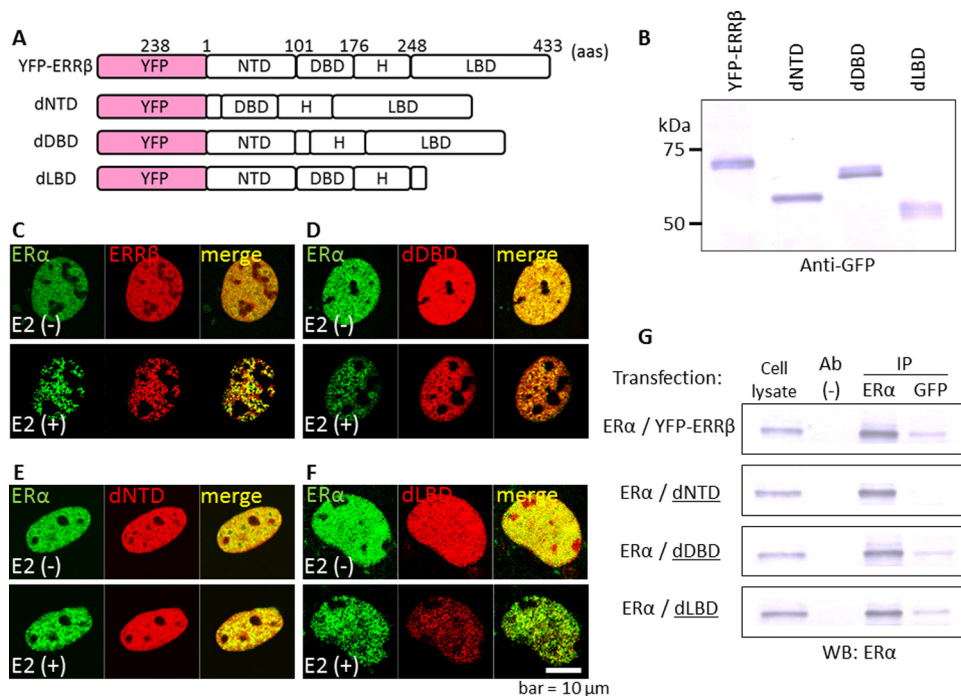 A
238 1 101 176 248 433 (aas)
YFP-ERRβ YFP NTD DBD H LBD
dNTD YFP DBD H LBD
dDBD YFP NTD H LBD
dLBD YFP NTD DBD H
B
YFP-ERRβ dNTD dDBD dLBD
kDa
75
50
Anti-GFP
C
ERα ERRβ merge
E2 (-)
E2 (+)
D
ERα dDBD merge
E2 (-)
E2 (+)
E
ERα dNTD merge
E2 (-)
E2 (+)
F
ERα dLBD merge
E2 (-)
E2 (+)
bar = 10 µm
G
Transfection: Cell lysate Ab (-) IP ERα GFP
ERα / YFP-ERRβ
ERα / dNTD
ERα / dDBD
ERα / dLBD
WB: ERα